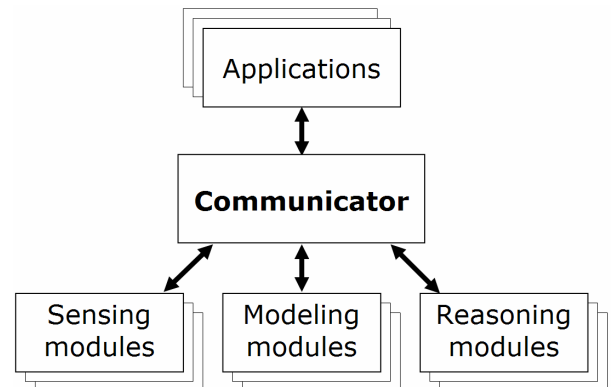 Applications
Communicator
Sensing
modules
Modeling
modules
Reasoning
modules